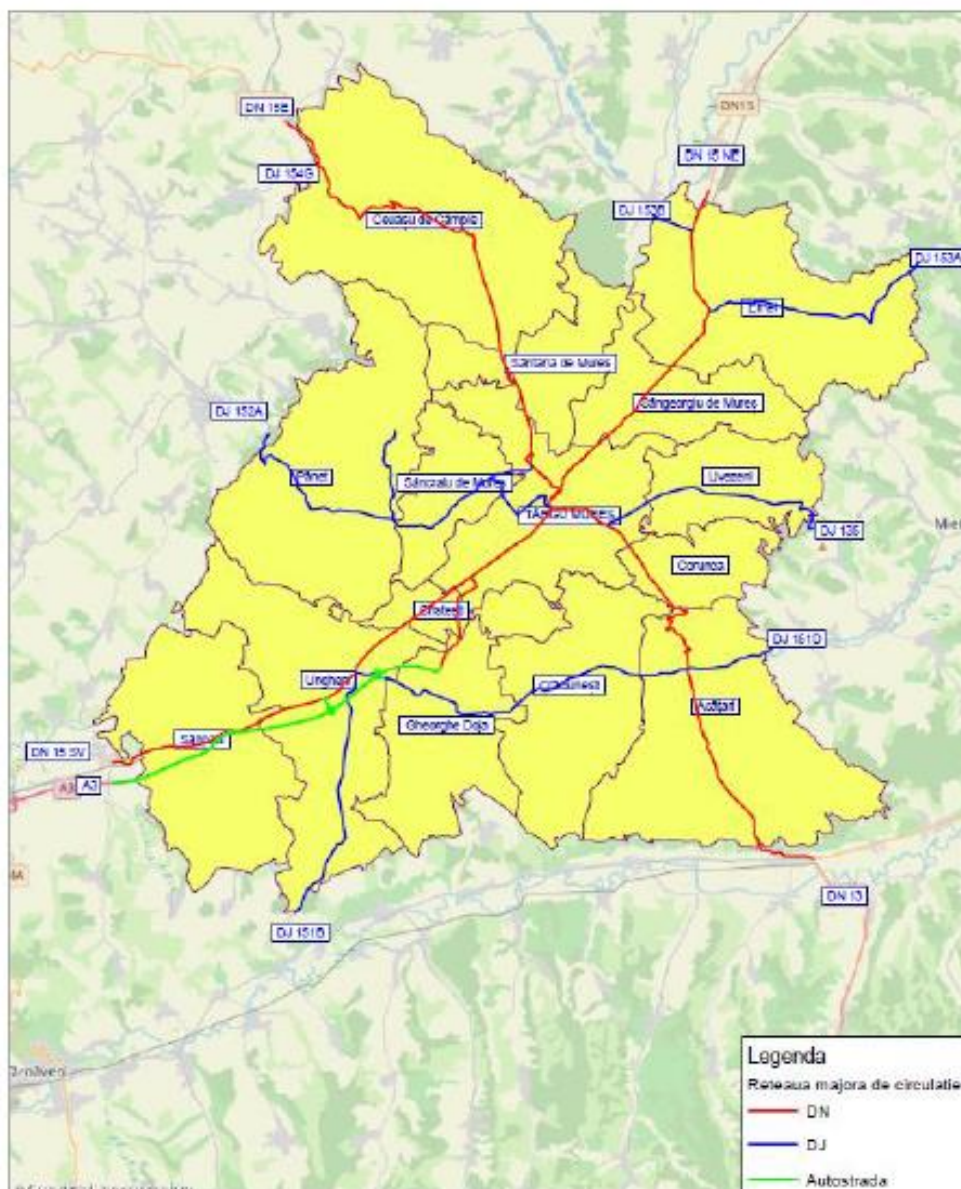 DN 15E
DN15
DN 15 NE
DJ 154G
DJ 153B
Ceuașu de Câmpie
DJ 153A
Ernei
Sântana de Mureș
Sângeorgiu de Mureș
DJ 152A
Pănet
Sâncraiu de Mureș
Livezeni
TÂRGU MUREȘ
DJ 135
Corunca
Cristești
DJ 151D
Ungheni
Crăciunești
Gheorghe Doja
Acățari
Sânpaul
DN 15 SV
A3
A3
DN 13
DJ 151B
Legenda
Reteaua majora de circulatie
DN
DJ
Autostrada